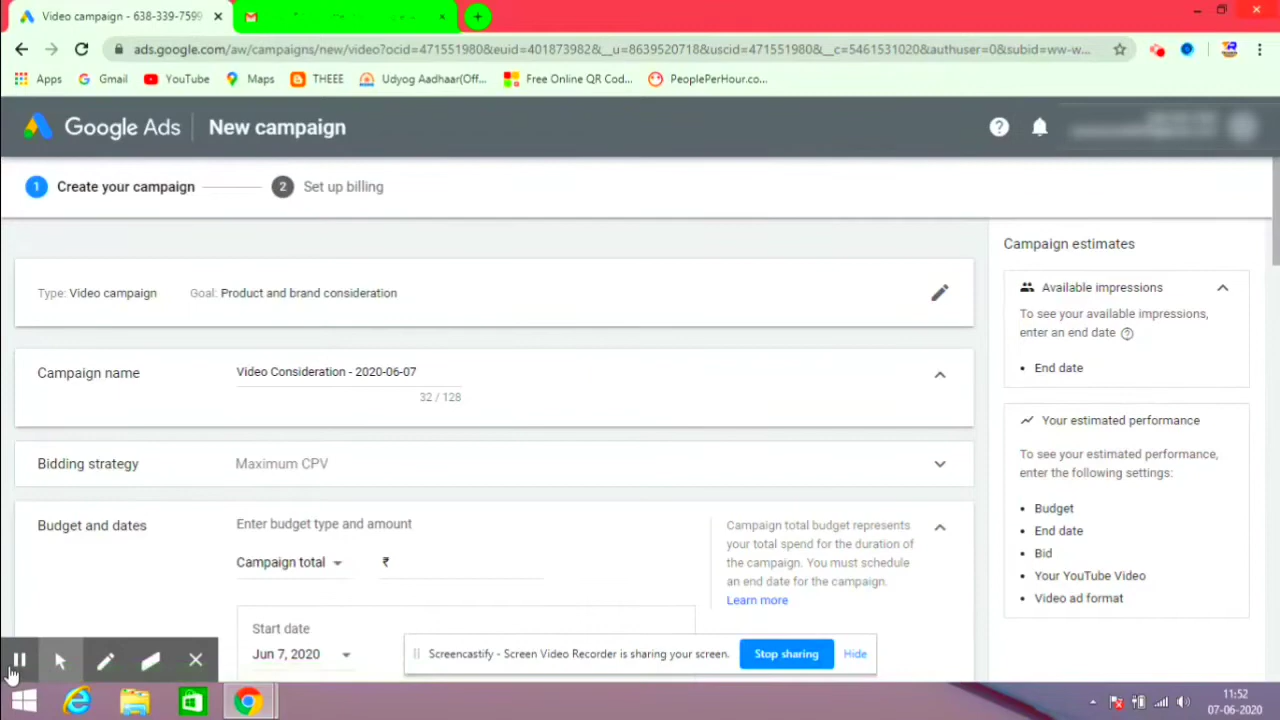 Video campaign - 638-339-7599
ads.google.com/aw/campaigns/new/video?ocid=471551980&euid=401873982&__u=8639520718&uscid=471551980&__c=5461531020&authuser=0&subid=ww-w...
Apps Gmail YouTube Maps THEEE Udyog Aadhaar(Off... Free Online QR Cod... PeoplePerHour.co...
Google Ads New campaign
1 Create your campaign 2 Set up billing
Type: Video campaign Goal: Product and brand consideration
Campaign name Video Consideration - 2020-06-07
32 / 128
Bidding strategy Maximum CPV
Budget and dates Enter budget type and amount
Campaign total ₹
Campaign total budget represents
your total spend for the duration of
the campaign. You must schedule
an end date for the campaign.
Learn more
Start date
Jun 7, 2020
Campaign estimates
Available impressions
To see your available impressions,
enter an end date
• End date
Your estimated performance
To see your estimated performance,
enter the following settings:
• Budget
• End date
• Bid
• Your YouTube Video
• Video ad format
Screencastify - Screen Video Recorder is sharing your screen. Stop sharing Hide
11:52
07-06-2020